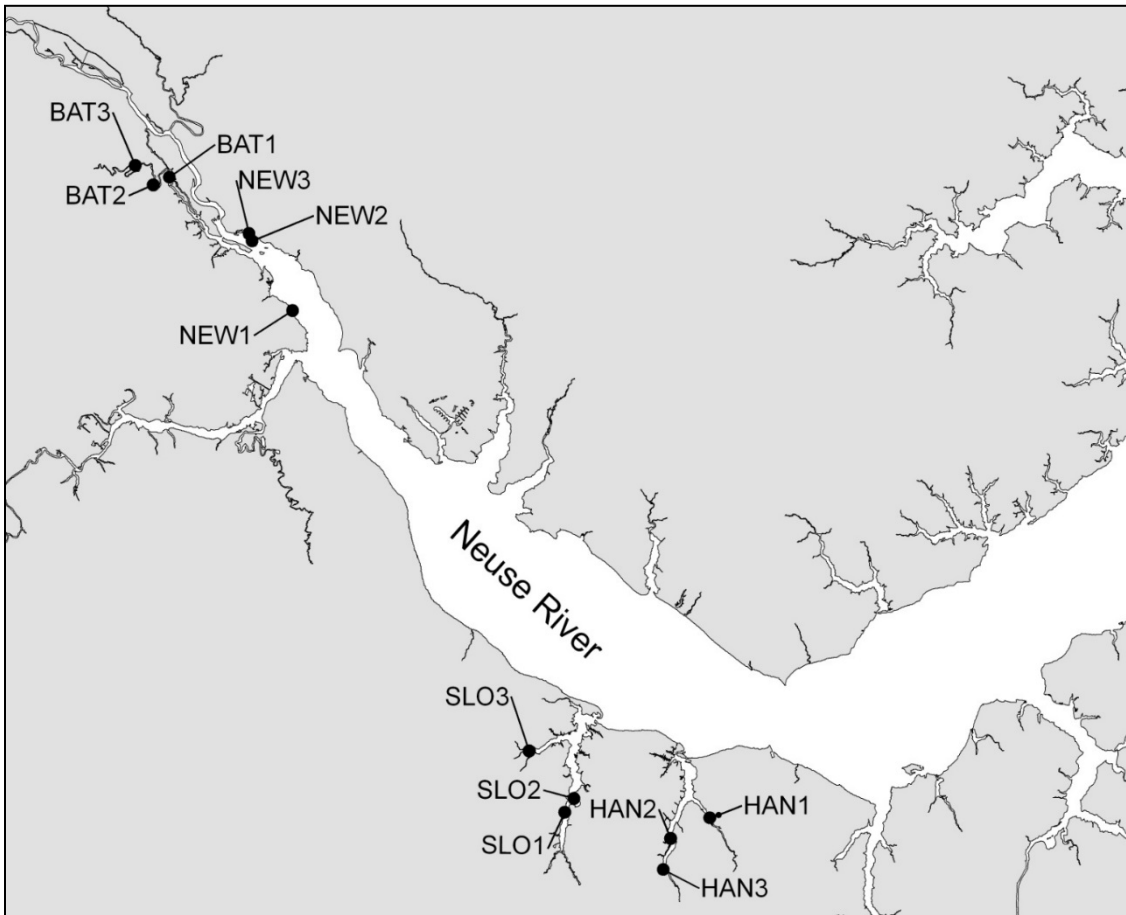 BAT3
BAT1
BAT2
NEW3
NEW2
NEW1
Neuse River
SLO3
SLO2
HAN2
HAN1
SLO1
HAN3